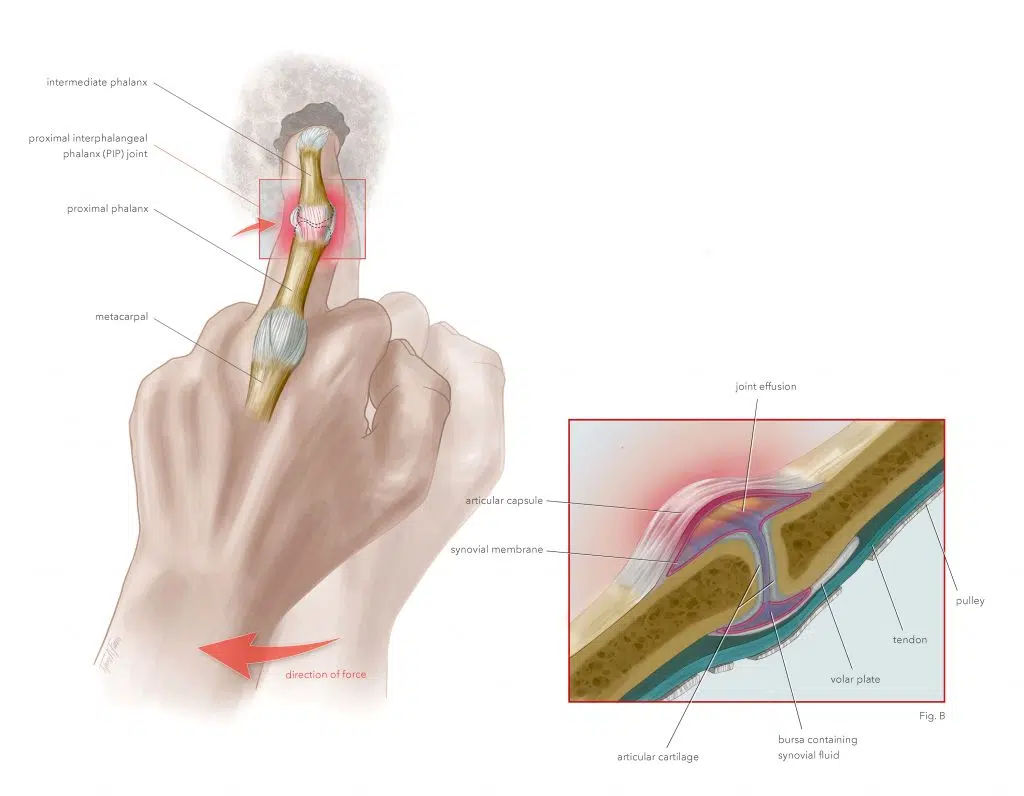 intermediate phalanx
proximal interphalangeal
phalanx (PIP) joint
proximal phalanx
metacarpal
direction of force
joint effusion
articular capsule
synovial membrane
pulley
tendon
volar plate
Fig. B
bursa containing
synovial fluid
articular cartilage